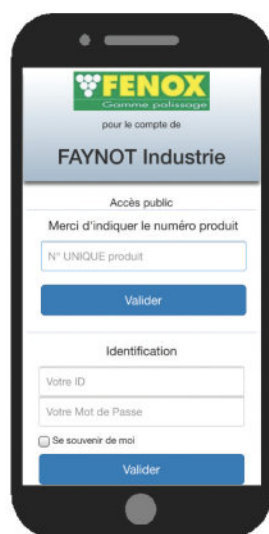 FENOX
Gamme palissage
pour le compte de
FAYNOT Industrie
Accès public
Merci d'indiquer le numéro produit
N° UNIQUE produit
Valider
Identification
Votre ID
Votre Mot de Passe
Se souvenir de moi
Valider